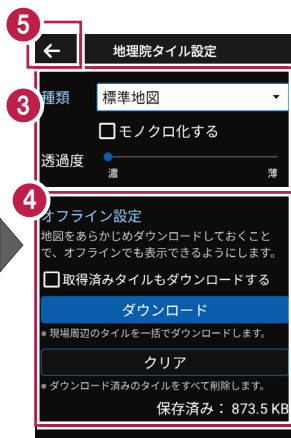 5
← 地理院タイル設定
3
種類 標準地図
モノクロ化する
透過度
濃 薄
4
オフライン設定
地図をあらかじめダウンロードしておくこと
で、オフラインでも表示できるようにします。
取得済みタイルもダウンロードする
ダウンロード
* 現場周辺のタイルを一括でダウンロードします。
クリア
* ダウンロード済みのタイルをすべて削除します。
保存済み： 873.5 KB